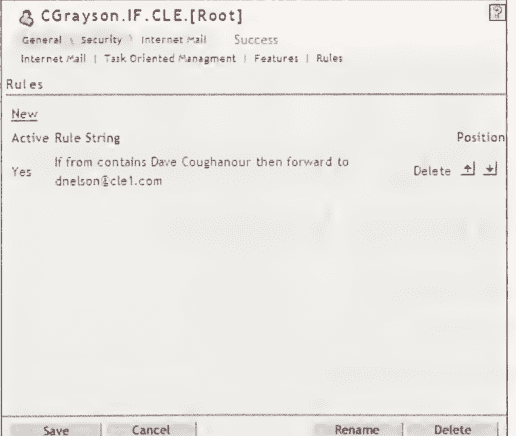 CGrayson.IF.CLE.[Root]
General \ Security > Internet Mail Success
Internet Mail | Task Oriented Managment | Features | Rules
Rules
New
Active Rule String Position
If from contains Dave Coughanour then forward to
Yes Delete
dnelson@cle1.com
Save Cancel Rename Delete